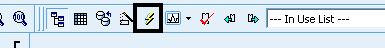 --- In Use List ---